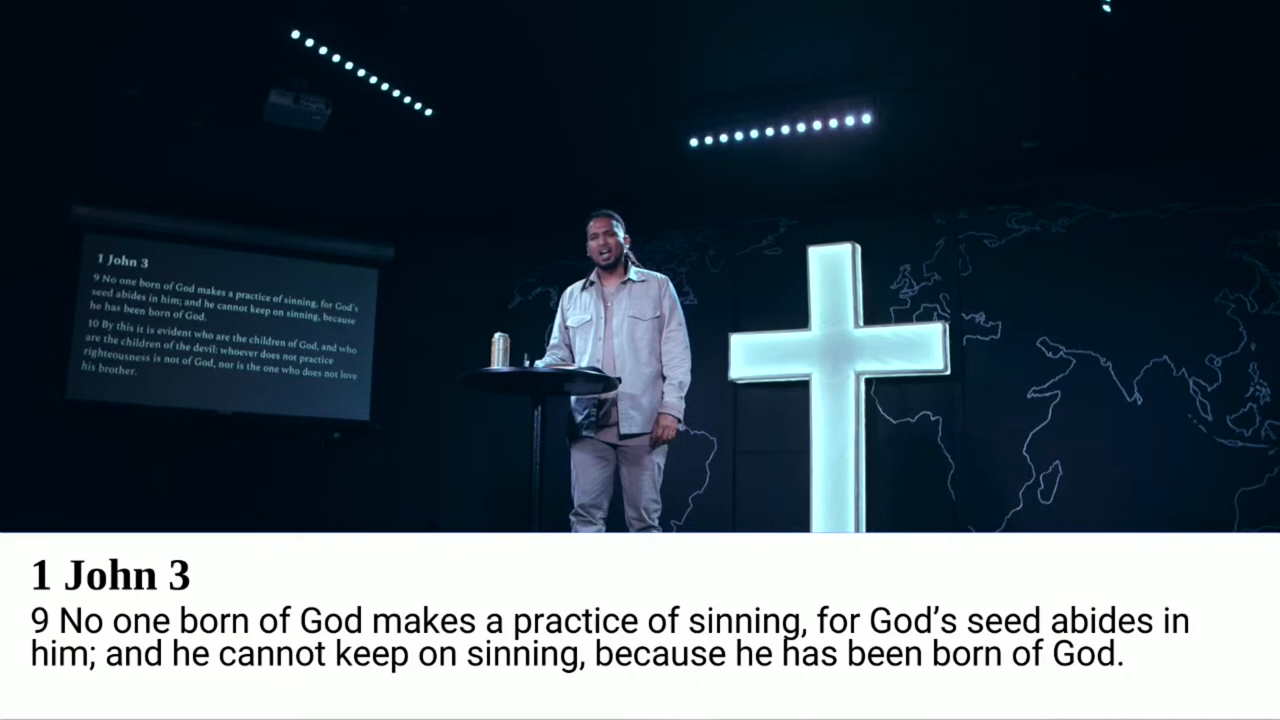 1 John 3
9 No one born of God makes a practice of sinning, for God's
seed abides in him; and he cannot keep on sinning, because
he has been born of God.
10 By this it is evident who are the children of God, and who
are the children of the devil: whoever does not practice
righteousness is not of God, nor is the one who does not love
his brother.
1 John 3
9 No one born of God makes a practice of sinning, for God’s seed abides in
him; and he cannot keep on sinning, because he has been born of God.